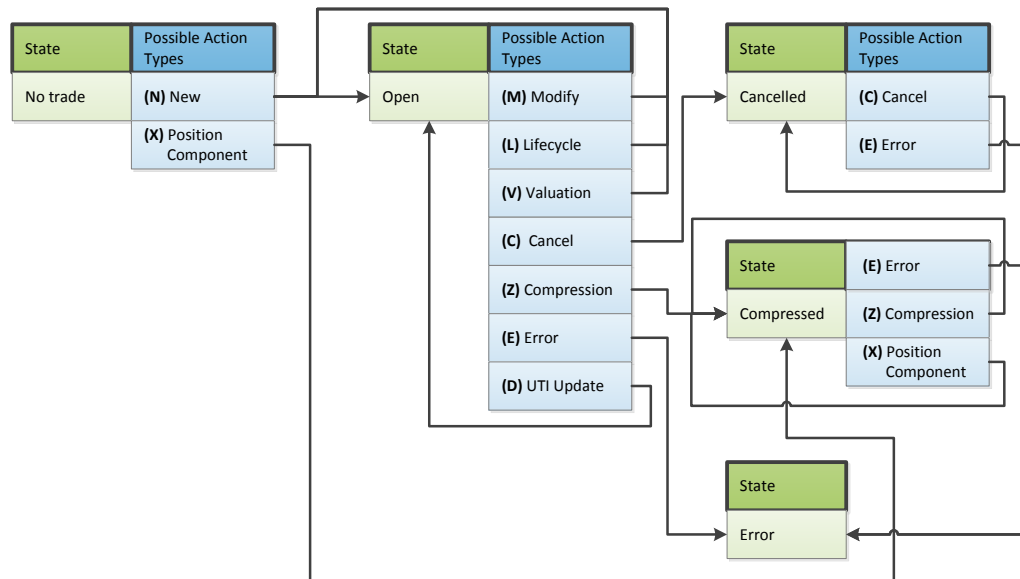 State
Possible Action
Types
No trade
(N) New
(X) Position
Component
State
Possible Action
Types
Open
(M) Modify
(L) Lifecycle
(V) Valuation
(C) Cancel
(Z) Compression
(E) Error
(D) UTI Update
State
Possible Action
Types
Cancelled
(C) Cancel
(E) Error
State
(E) Error
Compressed
(Z) Compression
(X) Position
Component
State
Error